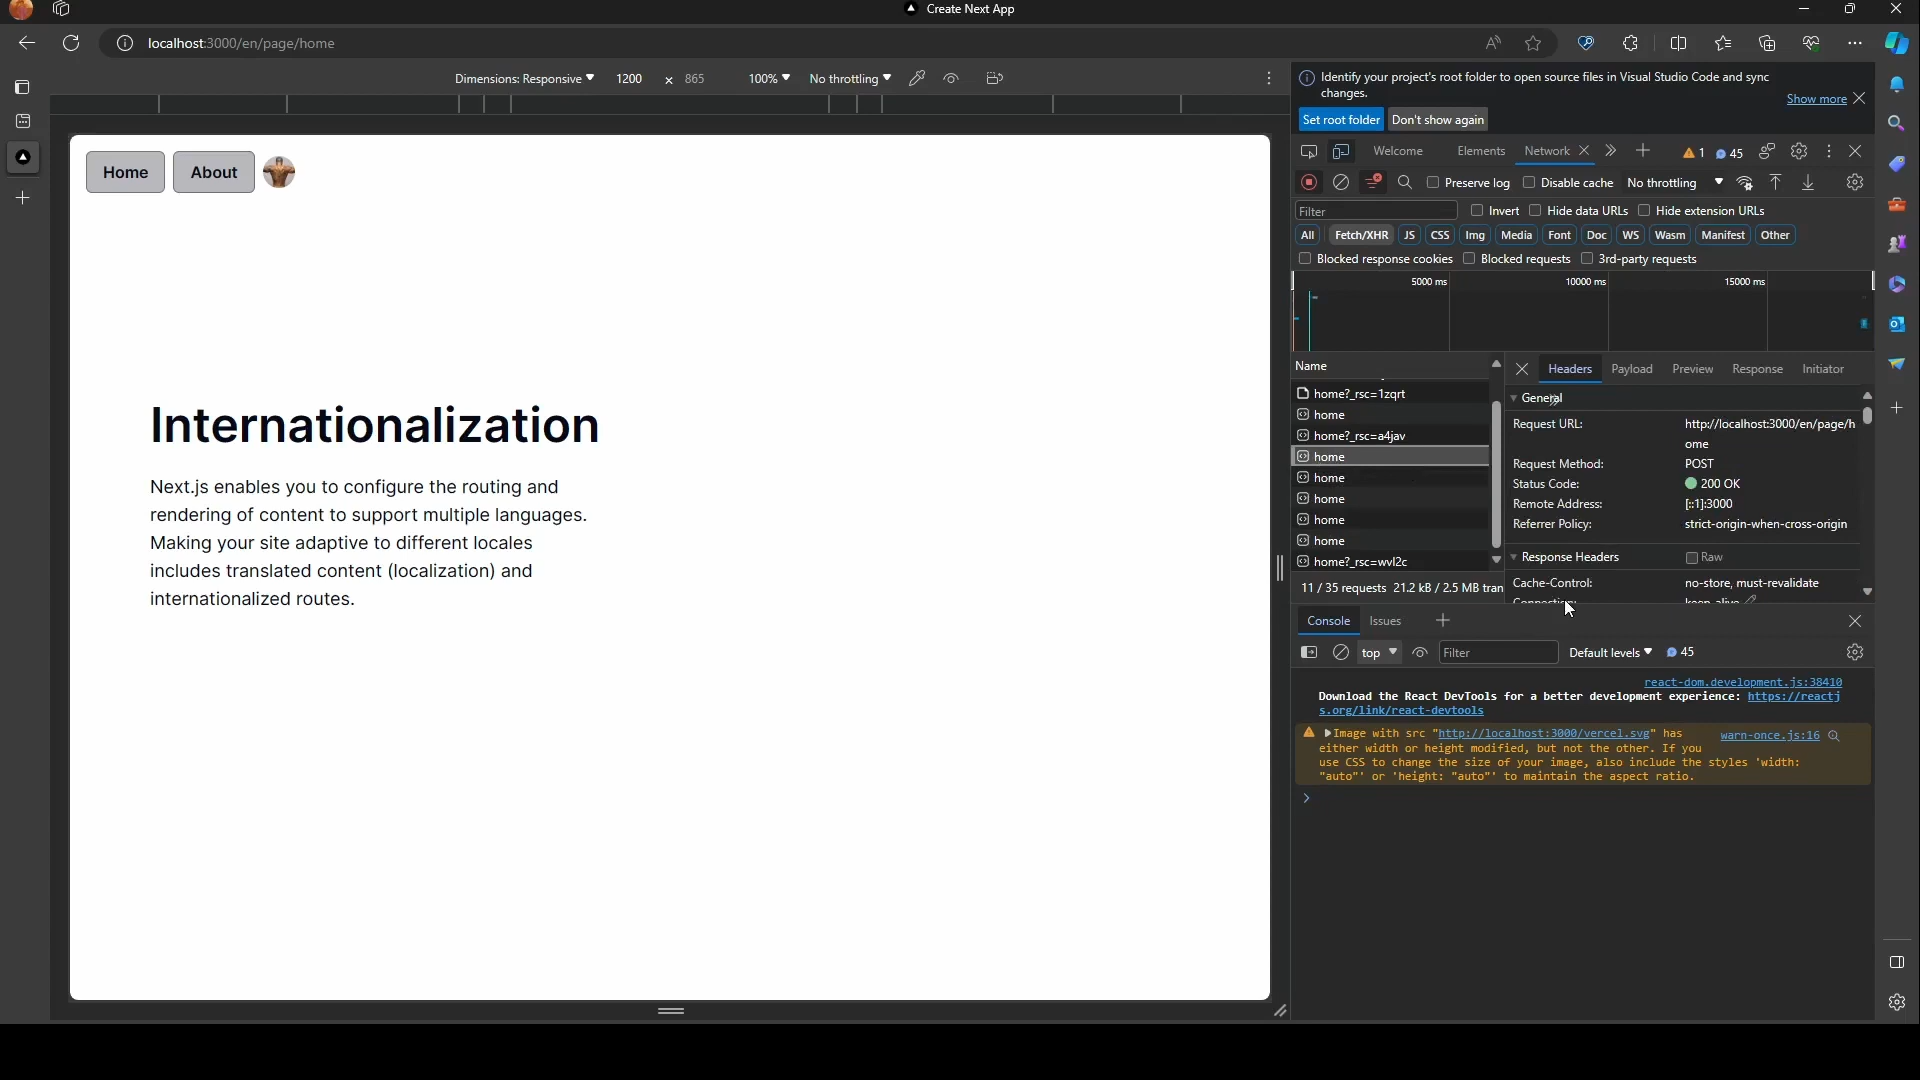 Create Next App
localhost:3000/en/page/home
Dimensions: Responsive 1200 x 865 100% No throttling
Home About
Internationalization
Next.js enables you to configure the routing and
rendering of content to support multiple languages.
Making your site adaptive to different locales
includes translated content (localization) and
internationalized routes.
Identify your project's root folder to open source files in Visual Studio Code and sync
changes.
Show more
Set root folder Don't show again
Welcome Elements Network 1 45
Preserve log Disable cache No throttling
Filter Invert Hide data URLs Hide extension URLs
All Fetch/XHR JS CSS Img Media Font Doc WS Wasm Manifest Other
Blocked response cookies Blocked requests 3rd-party requests
5000 ms 10000 ms 15000 ms
Name
home?_rsc=1zqrt
home
home?_rsc=a4jav
home
home
home
home
home
home?_rsc=wvl2c
11 / 35 requests 21.2 kB / 2.5 MB tran
Headers Payload Preview Response Initiator
General
Request URL: http://localhost:3000/en/page/h
ome
Request Method: POST
Status Code: 200 OK
Remote Address: [::1]:3000
Referrer Policy: strict-origin-when-cross-origin
Response Headers Raw
Cache-Control: no-store, must-revalidate
Console Issues
top Filter Default levels 45
react-dom.development.js:38410
Download the React DevTools for a better development experience: https://reactj
s.org/link/react-devtools
Image with src "http://localhost:3000/vercel.svg" has warn-once.js:16
either width or height modified, but not the other. If you
use CSS to change the size of your image, also include the styles 'width:
"auto"' or 'height: "auto"' to maintain the aspect ratio.